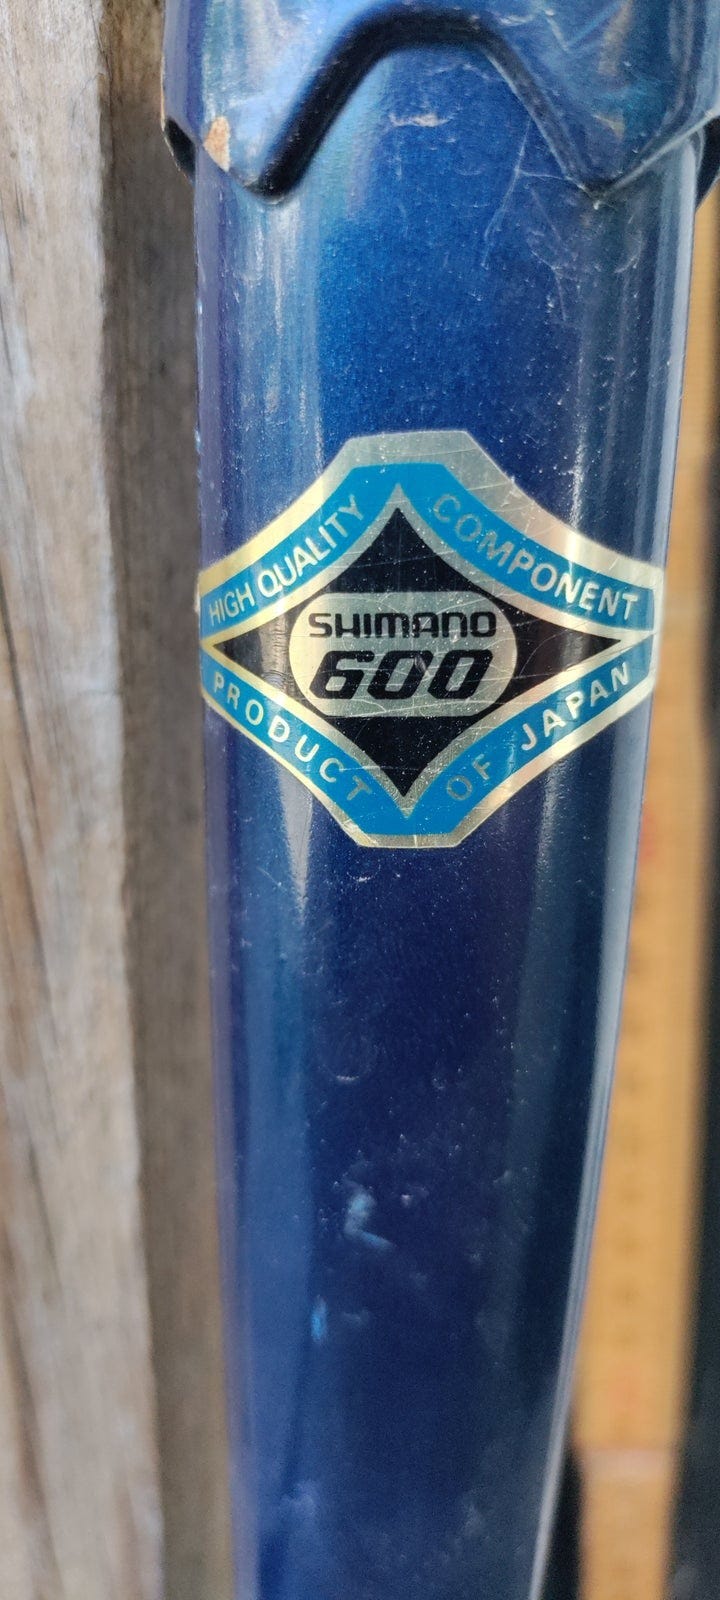 HIGH QUALITY COMPONENT
SHIMANO
600
PRODUCT OF JAPAN